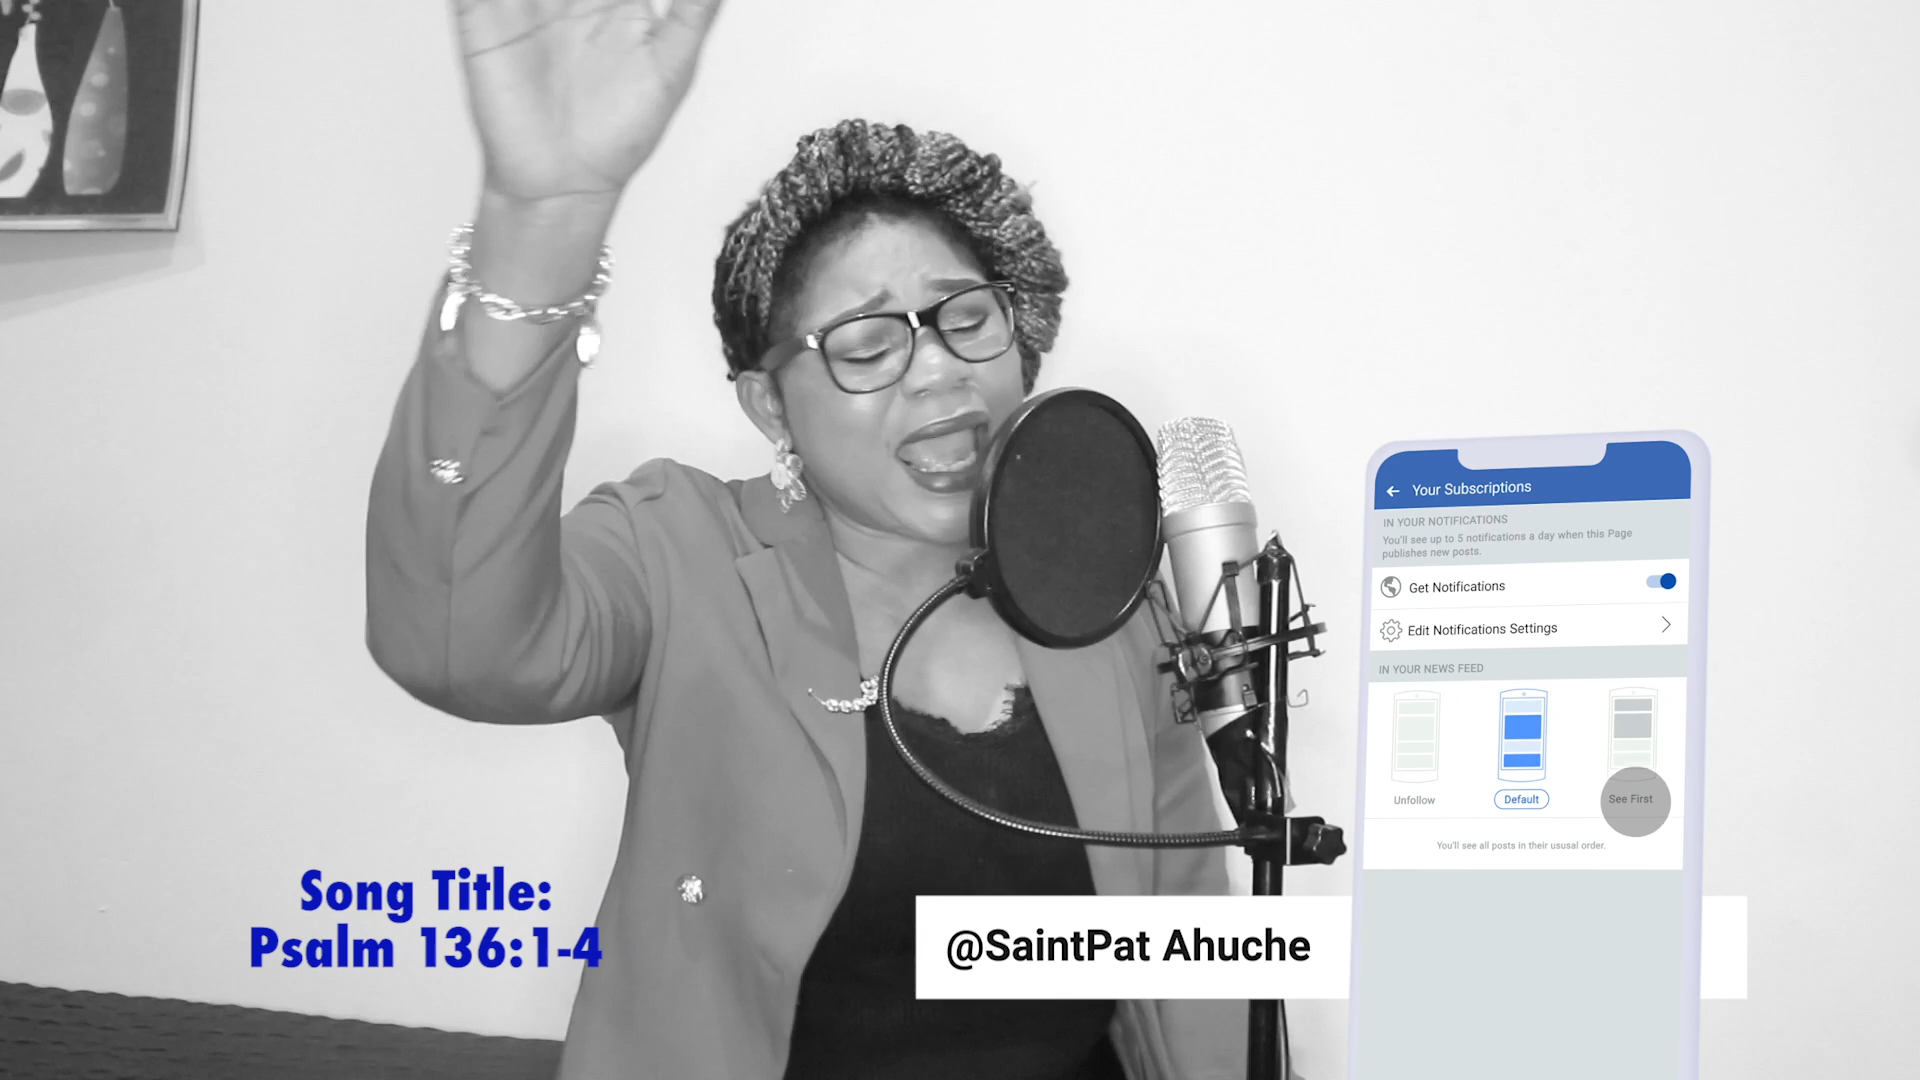 Song Title:
Psalm 136:1-4
@SaintPat Ahuche
Your Subscriptions
IN YOUR NOTIFICATIONS
You'll see up to 5 notifications a day when this Page
publishes new posts.
Get Notifications
Edit Notifications Settings
IN YOUR NEWS FEED
Unfollow
Default
See First
You'll see all posts in their ususal order.